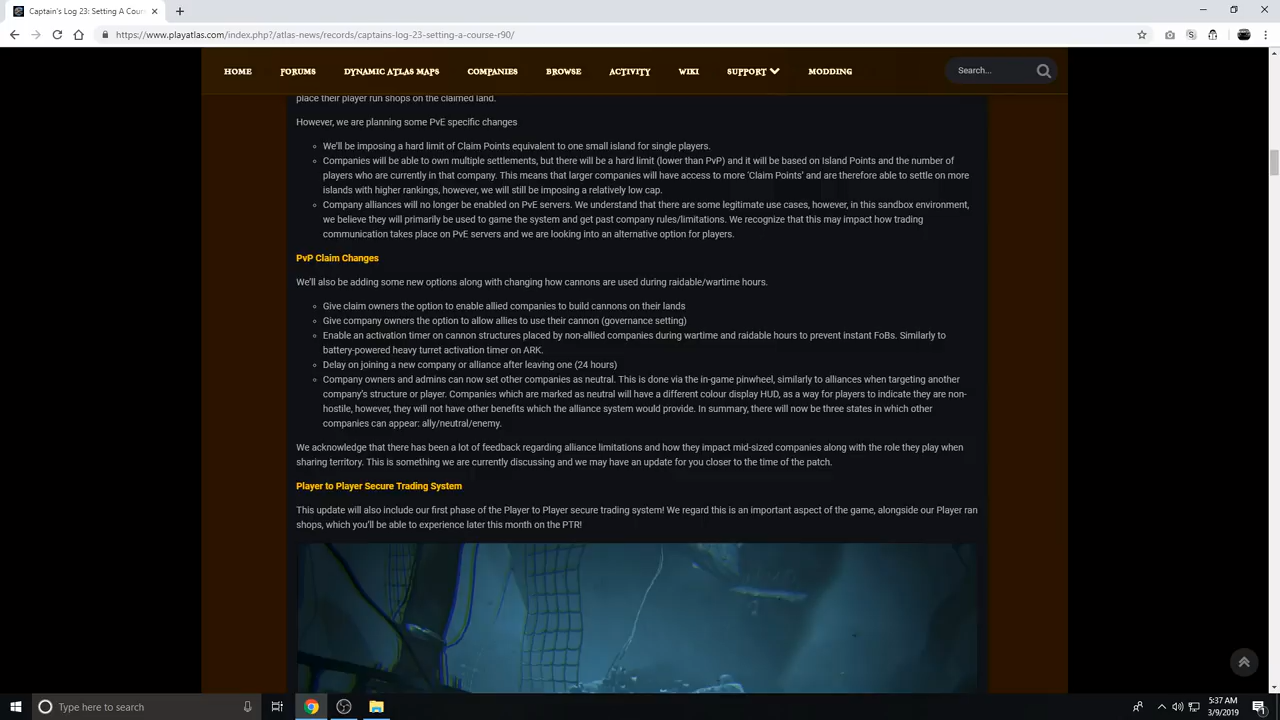 Captain's Log 23: Setting A Cour
https://www.playatlas.com/index.php?/atlas-news/records/captains-log-23-setting-a-course-r90/
HOME FORUMS DYNAMIC ATLAS MAPS COMPANIES BROWSE ACTIVITY WIKI SUPPORT MODDING Search...
place their player run shops on the claimed land.
However, we are planning some PvE specific changes
We'll be imposing a hard limit of Claim Points equivalent to one small island for single players.
Companies will be able to own multiple settlements, but there will be a hard limit (lower than PvP) and it will be based on Island Points and the number of
players who are currently in that company. This means that larger companies will have access to more 'Claim Points' and are therefore able to settle on more
islands with higher rankings, however, we will still be imposing a relatively low cap.
Company alliances will no longer be enabled on PvE servers. We understand that there are some legitimate use cases, however, in this sandbox environment,
we believe they will primarily be used to game the system and get past company rules/limitations. We recognize that this may impact how trading
communication takes place on PvE servers and we are looking into an alternative option for players.
PvP Claim Changes
We'll also be adding some new options along with changing how cannons are used during raidable/wartime hours.
Give claim owners the option to enable allied companies to build cannons on their lands
Give company owners the option to allow allies to use their cannon (governance setting)
Enable an activation timer on cannon structures placed by non-allied companies during wartime and raidable hours to prevent instant FoBs. Similarly to
battery-powered heavy turret activation timer on ARK.
Delay on joining a new company or alliance after leaving one (24 hours)
Company owners and admins can now set other companies as neutral. This is done via the in-game pinwheel, similarly to alliances when targeting another
company's structure or player. Companies which are marked as neutral will have a different colour display HUD, as a way for players to indicate they are non-
hostile, however, they will not have other benefits which the alliance system would provide. In summary, there will now be three states in which other
companies can appear: ally/neutral/enemy.
We acknowledge that there has been a lot of feedback regarding alliance limitations and how they impact mid-sized companies along with the role they play when
sharing territory. This is something we are currently discussing and we may have an update for you closer to the time of the patch.
Player to Player Secure Trading System
This update will also include our first phase of the Player to Player secure trading system! We regard this is an important aspect of the game, alongside our Player ran
shops, which you'll be able to experience later this month on the PTR!
Type here to search
5:37 AM
3/9/2019